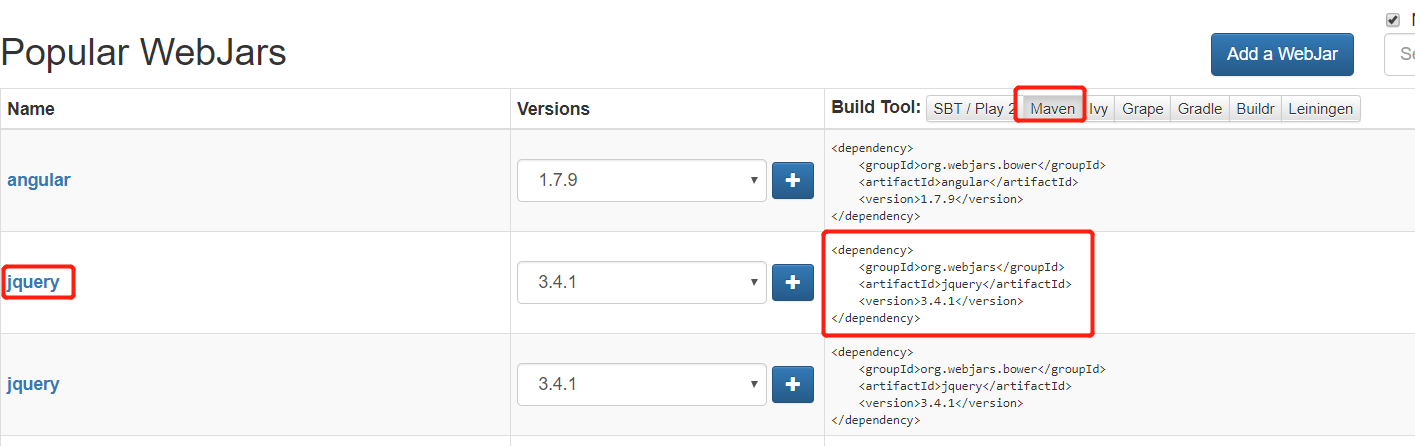 Popular WebJars
Add a WebJar
Name
Versions
Build Tool: SBT / Play 2 Maven Ivy Grape Gradle Buildr Leiningen
angular
1.7.9
<dependency>
    <groupId>org.webjars.bower</groupId>
    <artifactId>angular</artifactId>
    <version>1.7.9</version>
</dependency>
jquery
3.4.1
<dependency>
    <groupId>org.webjars</groupId>
    <artifactId>jquery</artifactId>
    <version>3.4.1</version>
</dependency>
jquery
3.4.1
<dependency>
    <groupId>org.webjars.bower</groupId>
    <artifactId>jquery</artifactId>
    <version>3.4.1</version>
</dependency>